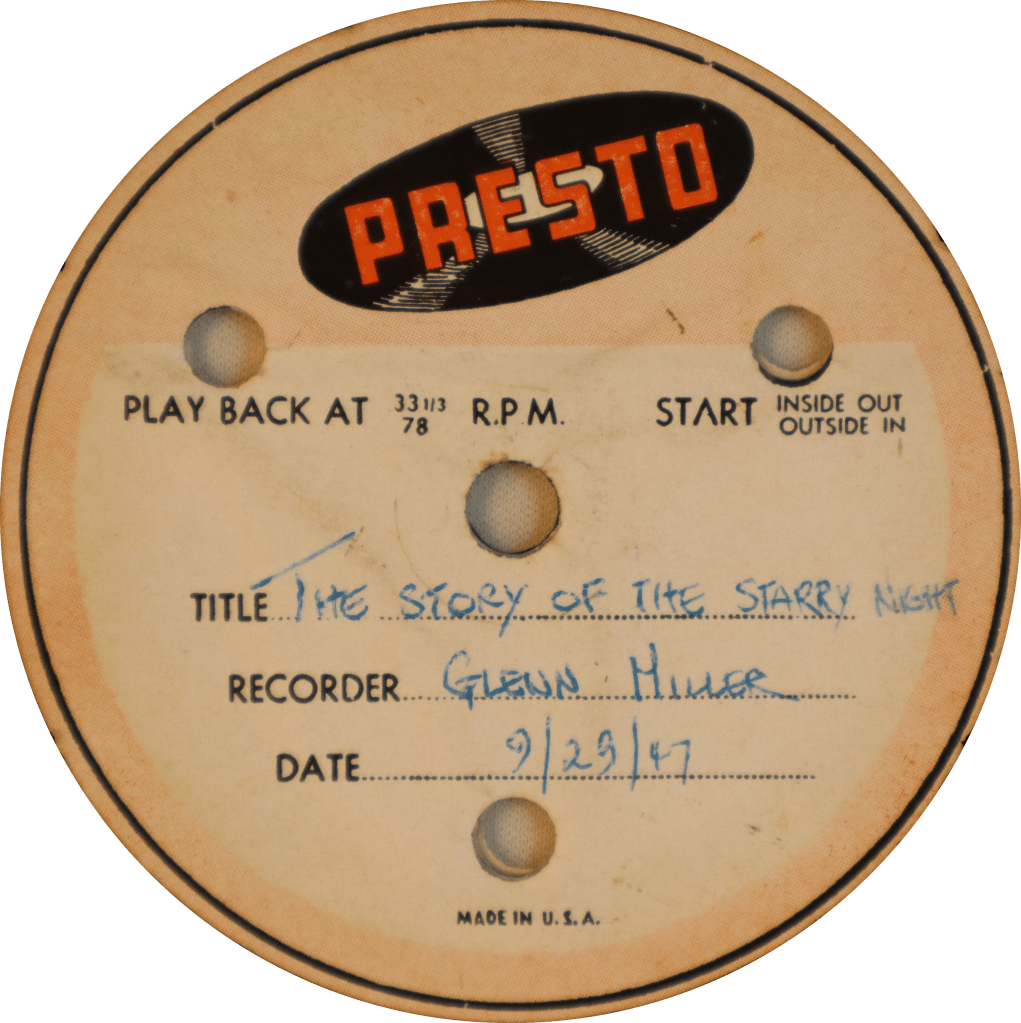 PRESTO
PLAY BACK AT 33 1/3 78 R.P.M. START INSIDE OUT OUTSIDE IN
TITLE THE STORY OF THE STARRY NIGHT
RECORDER GLENN MILLER
DATE 9/29/47
MADE IN U.S.A.